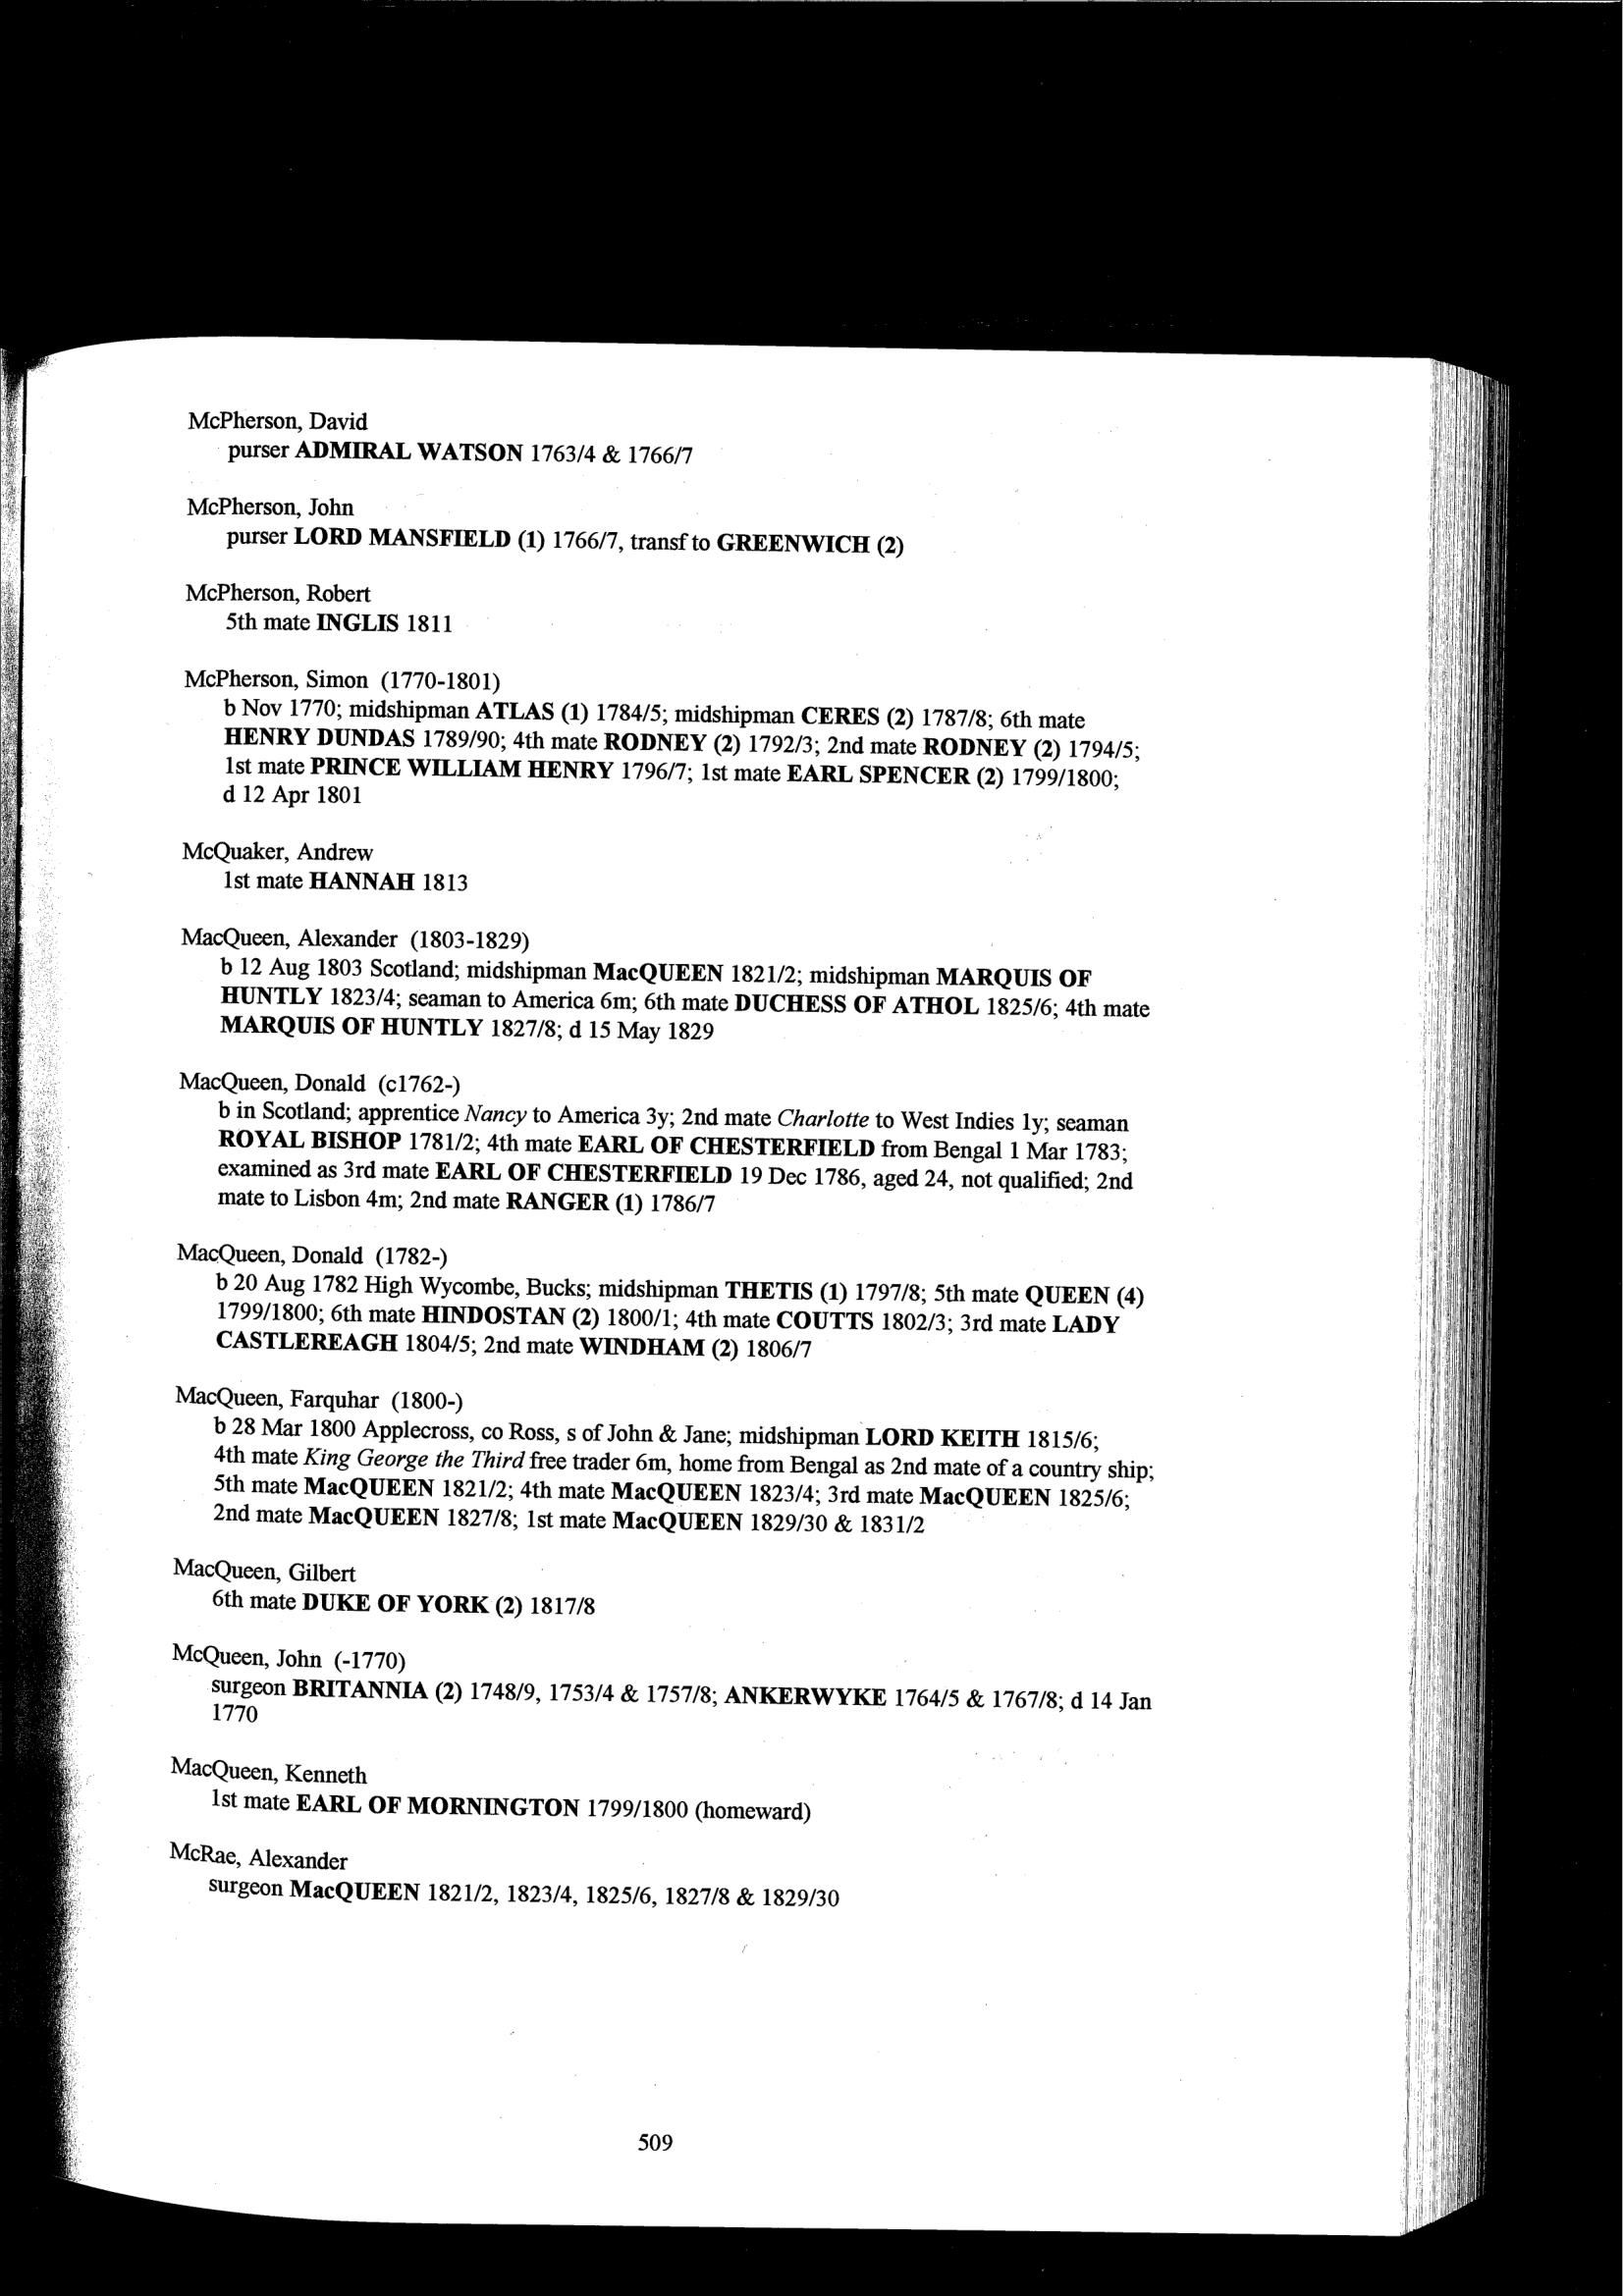 McPherson, David
purser ADMIRAL WATSON 1763/4 & 1766/7
McPherson, John
purser LORD MANSFIELD (1) 1766/7, transf to GREENWICH (2)
McPherson, Robert
5th mate INGLIS 1811
McPherson, Simon (1770-1801)
b Nov 1770; midshipman ATLAS (1) 1784/5; midshipman CERES (2) 1787/8; 6th mate
HENRY DUNDAS 1789/90; 4th mate RODNEY (2) 1792/3; 2nd mate RODNEY (2) 1794/5;
1st mate PRINCE WILLIAM HENRY 1796/7; 1st mate EARL SPENCER (2) 1799/1800;
d 12 Apr 1801
McQuaker, Andrew
1st mate HANNAH 1813
MacQueen, Alexander (1803-1829)
b 12 Aug 1803 Scotland; midshipman MacQUEEN 1821/2; midshipman MARQUIS OF
HUNTLY 1823/4; seaman to America 6m; 6th mate DUCHESS OF ATHOL 1825/6; 4th mate
MARQUIS OF HUNTLY 1827/8; d 15 May 1829
MacQueen, Donald (c1762-)
b in Scotland; apprentice Nancy to America 3y; 2nd mate Charlotte to West Indies 1y; seaman
ROYAL BISHOP 1781/2; 4th mate EARL OF CHESTERFIELD from Bengal 1 Mar 1783;
examined as 3rd mate EARL OF CHESTERFIELD 19 Dec 1786, aged 24, not qualified; 2nd
mate to Lisbon 4m; 2nd mate RANGER (1) 1786/7
MacQueen, Donald (1782-)
b 20 Aug 1782 High Wycombe, Bucks; midshipman THETIS (1) 1797/8; 5th mate QUEEN (4)
1799/1800; 6th mate HINDOSTAN (2) 1800/1; 4th mate COUTTS 1802/3; 3rd mate LADY
CASTLEREAGH 1804/5; 2nd mate WINDHAM (2) 1806/7
MacQueen, Farquhar (1800-)
b 28 Mar 1800 Applecross, co Ross, s of John & Jane; midshipman LORD KEITH 1815/6;
4th mate King George the Third free trader 6m, home from Bengal as 2nd mate of a country ship;
5th mate MacQUEEN 1821/2; 4th mate MacQUEEN 1823/4; 3rd mate MacQUEEN 1825/6;
2nd mate MacQUEEN 1827/8; 1st mate MacQUEEN 1829/30 & 1831/2
MacQueen, Gilbert
6th mate DUKE OF YORK (2) 1817/8
McQueen, John (-1770)
surgeon BRITANNIA (2) 1748/9, 1753/4 & 1757/8; ANKERWYKE 1764/5 & 1767/8; d 14 Jan
1770
MacQueen, Kenneth
1st mate EARL OF MORNINGTON 1799/1800 (homeward)
McRae, Alexander
surgeon MacQUEEN 1821/2, 1823/4, 1825/6, 1827/8 & 1829/30
509